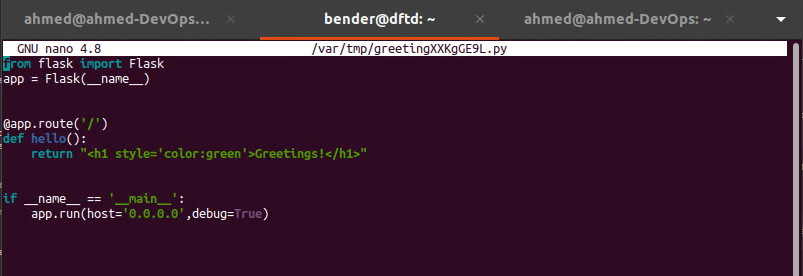 ahmed@ahmed-DevOps... × bender@dftd: ~ × ahmed@ahmed-DevOps: ~ ×
GNU nano 4.8 /var/tmp/greetingXXKgGE9L.py
from flask import Flask
app = Flask(__name__)
@app.route('/')
def hello():
    return "<h1 style='color:green'>Greetings!</h1>"
if __name__ == '__main__':
    app.run(host='0.0.0.0',debug=True)